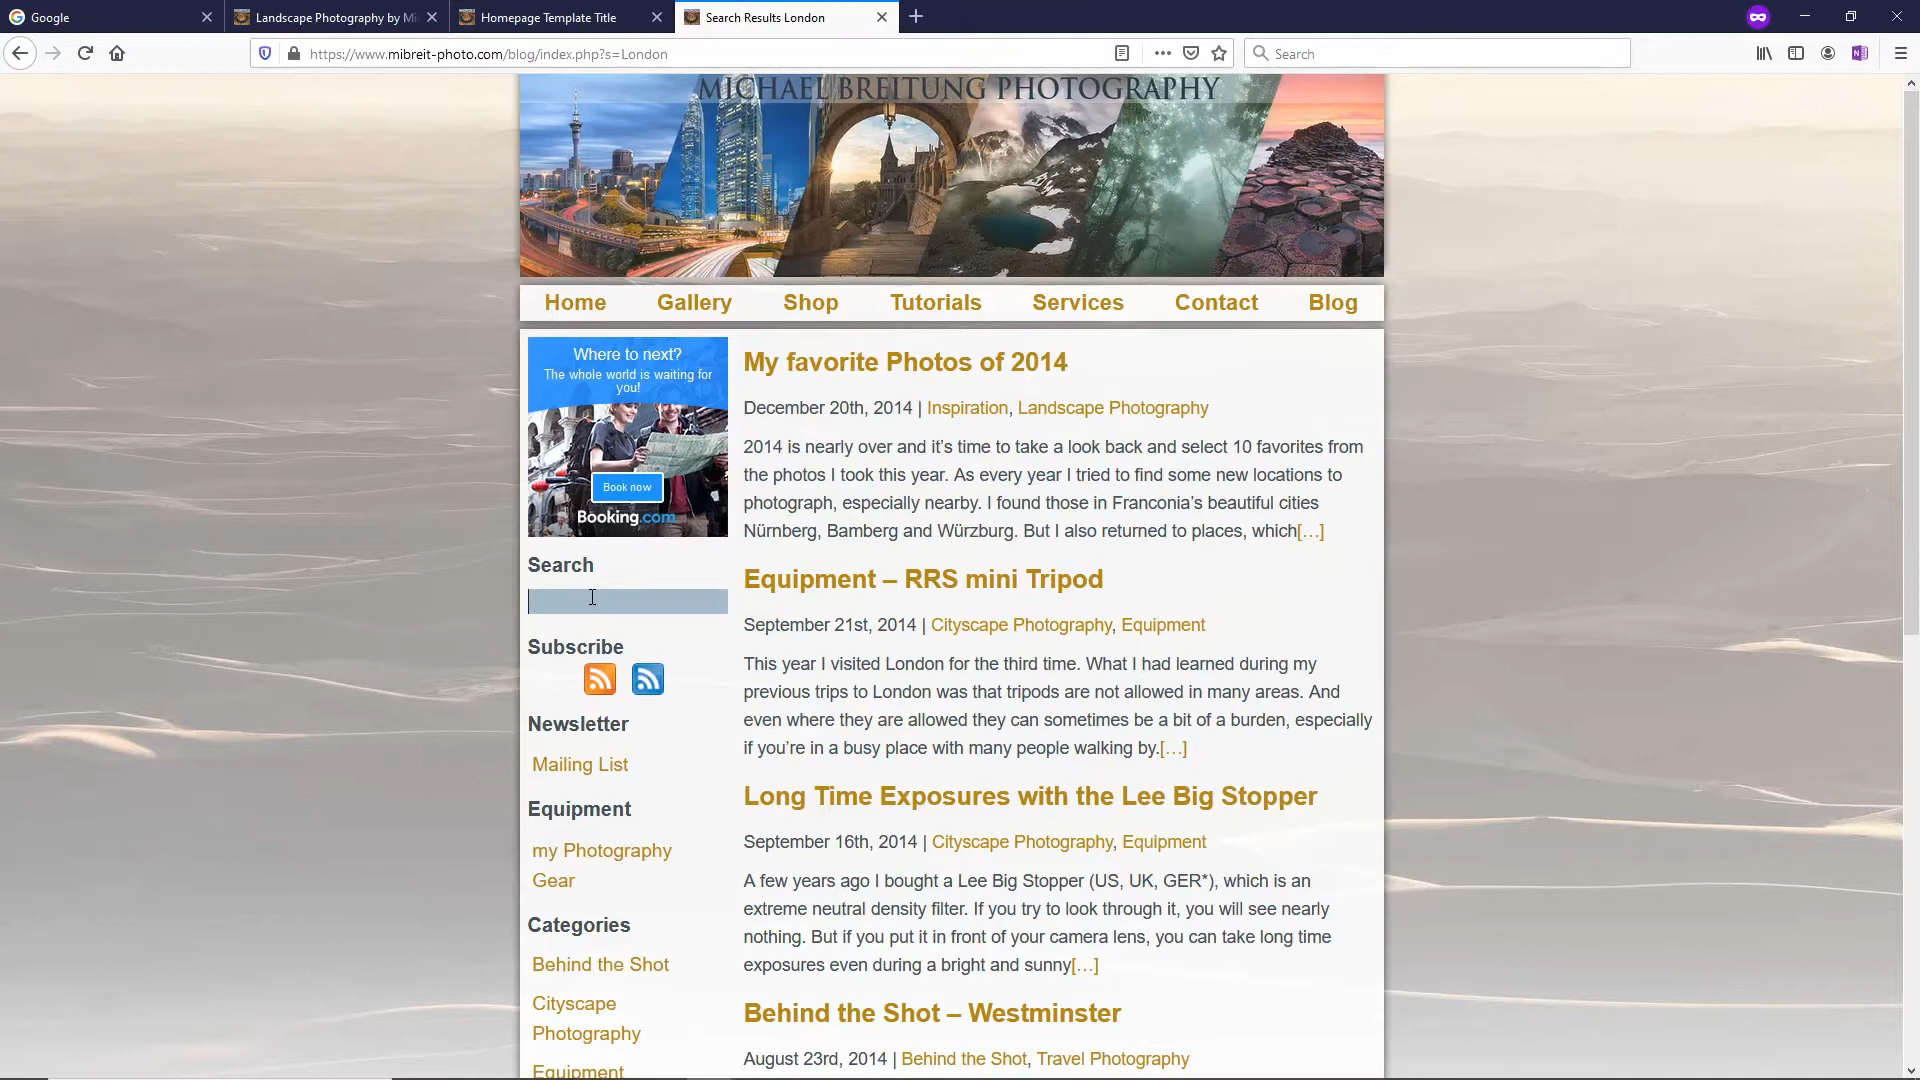 Google
Landscape Photography by Mi
Homepage Template Title
Search Results London
https://www.mibreit-photo.com/blog/index.php?s=London
Search
MICHAEL BREITUNG PHOTOGRAPHY
Home
Gallery
Shop
Tutorials
Services
Contact
Blog
Where to next?
The whole world is waiting for
you!
Book now
Booking.com
Search
Subscribe
Newsletter
Mailing List
Equipment
my Photography
Gear
Categories
Behind the Shot
Cityscape
Photography
Equipment
My favorite Photos of 2014
December 20th, 2014 | Inspiration, Landscape Photography
2014 is nearly over and it’s time to take a look back and select 10 favorites from
the photos I took this year. As every year I tried to find some new locations to
photograph, especially nearby. I found those in Franconia’s beautiful cities
Nürnberg, Bamberg and Würzburg. But I also returned to places, which[…]
Equipment – RRS mini Tripod
September 21st, 2014 | Cityscape Photography, Equipment
This year I visited London for the third time. What I had learned during my
previous trips to London was that tripods are not allowed in many areas. And
even where they are allowed they can sometimes be a bit of a burden, especially
if you’re in a busy place with many people walking by.[…]
Long Time Exposures with the Lee Big Stopper
September 16th, 2014 | Cityscape Photography, Equipment
A few years ago I bought a Lee Big Stopper (US, UK, GER*), which is an
extreme neutral density filter. If you try to look through it, you will see nearly
nothing. But if you put it in front of your camera lens, you can take long time
exposures even during a bright and sunny[…]
Behind the Shot – Westminster
August 23rd, 2014 | Behind the Shot, Travel Photography